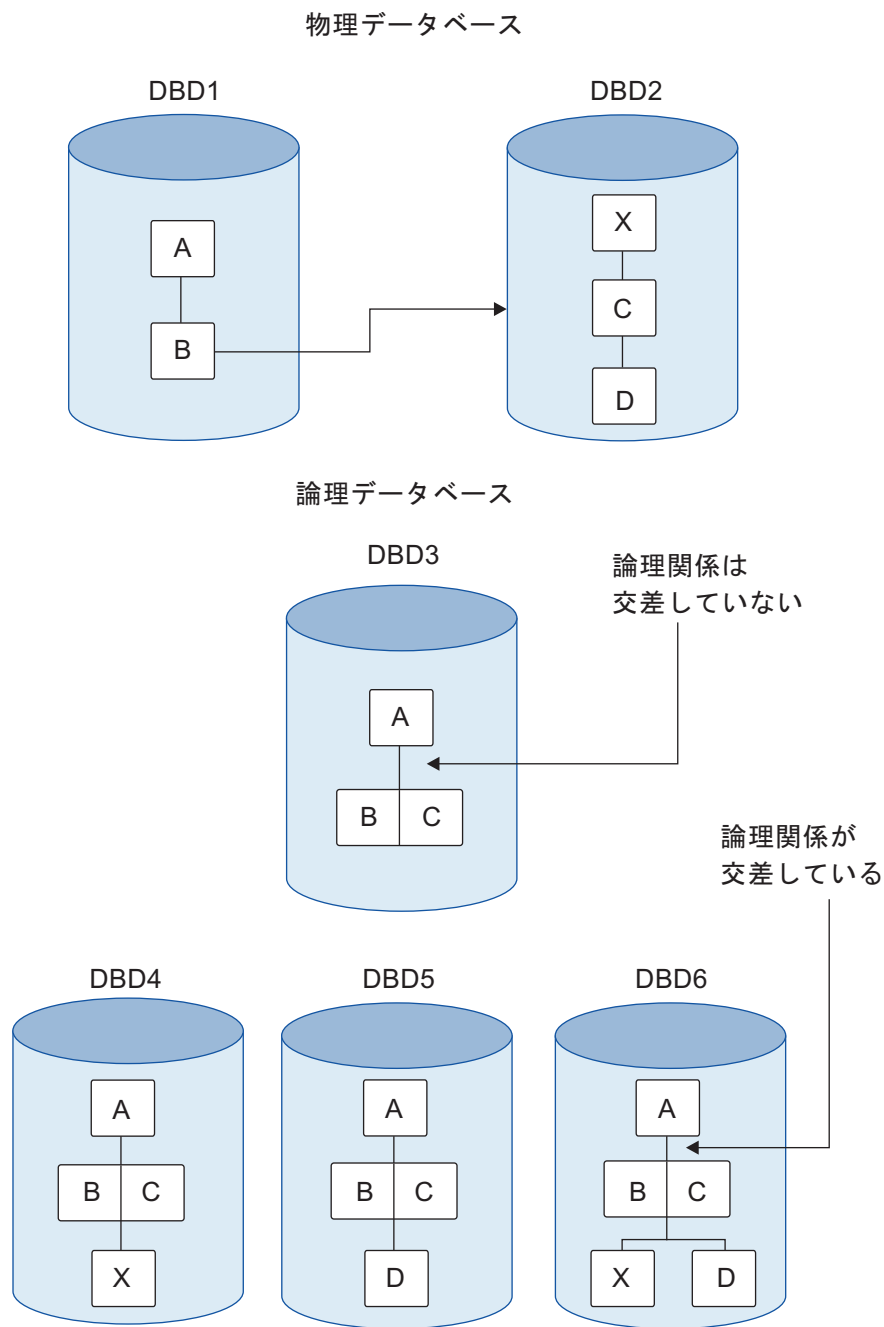 物理データベース
DBD1
DBD2
A
B
X
C
D
論理データベース
DBD3
論理関係は
交差していない
A
B C
論理関係が
交差している
DBD4
DBD5
DBD6
A
B C
X
A
B C
D
A
B C
X D